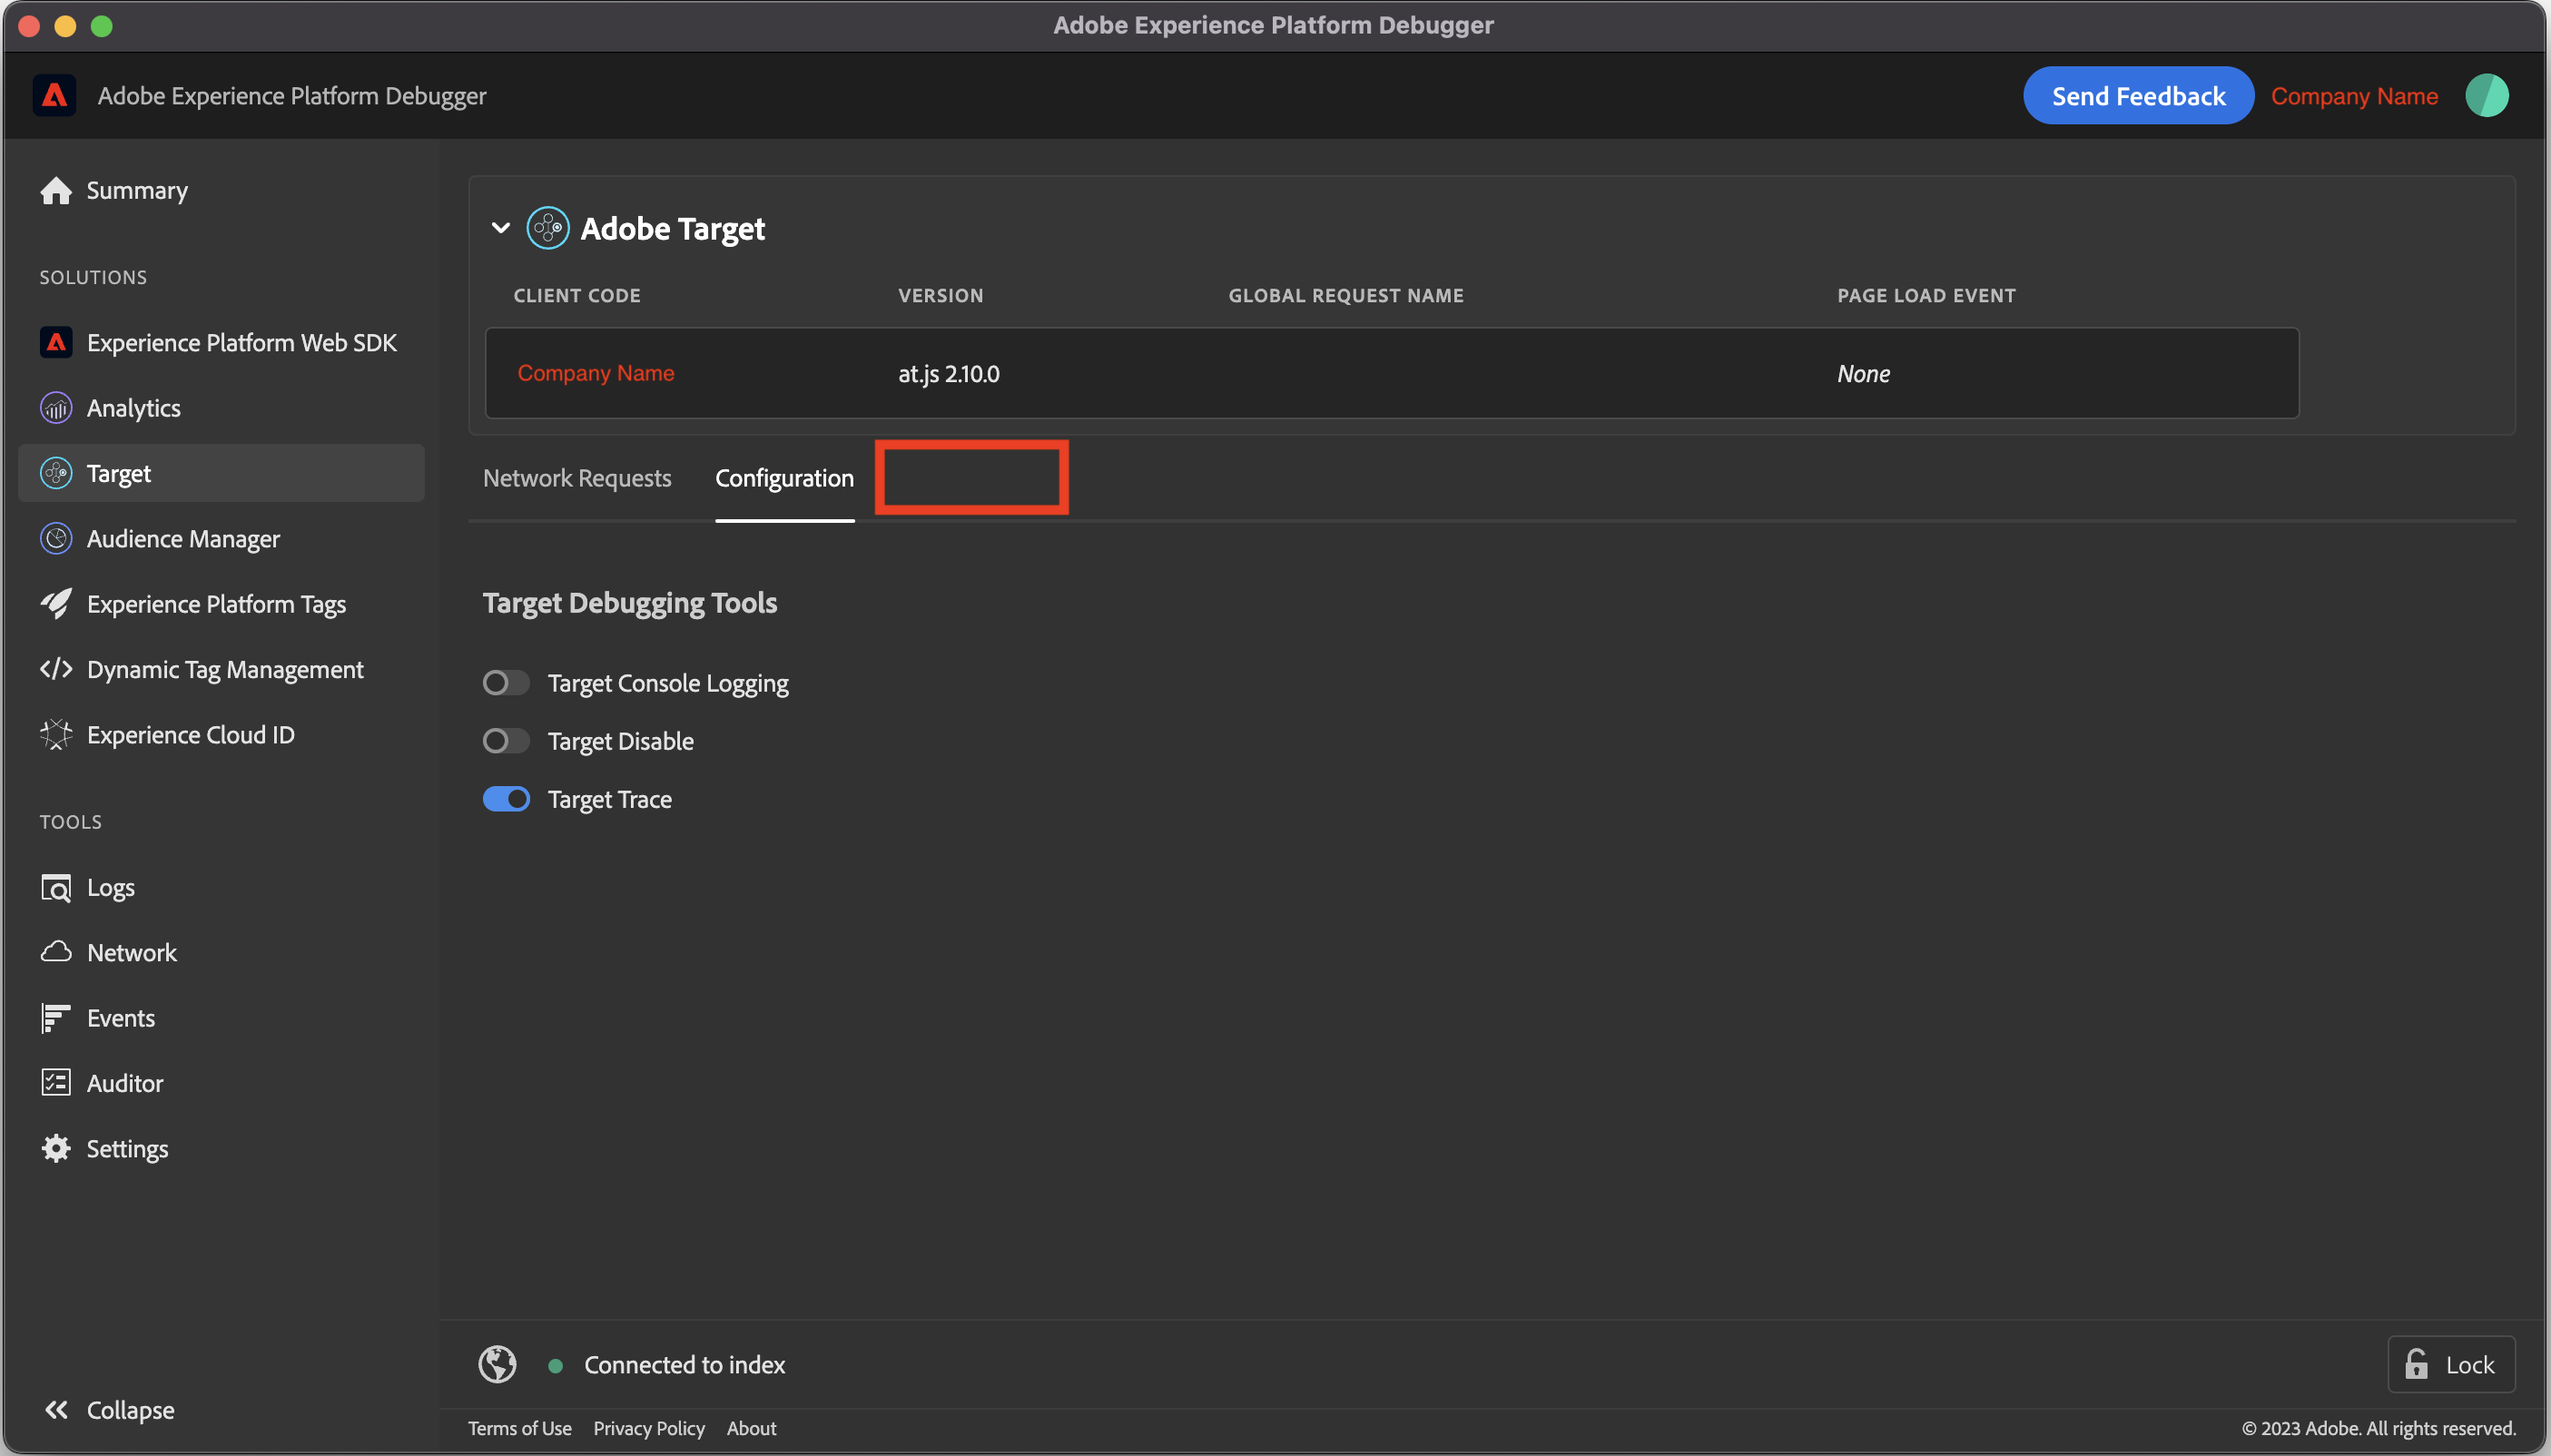 Adobe Experience Platform Debugger
Adobe Experience Platform Debugger
Send Feedback
Company Name
Summary
SOLUTIONS
Experience Platform Web SDK
Analytics
Target
Audience Manager
Experience Platform Tags
Dynamic Tag Management
Experience Cloud ID
TOOLS
Logs
Network
Events
Auditor
Settings
Collapse
Adobe Target
CLIENT CODE VERSION GLOBAL REQUEST NAME PAGE LOAD EVENT
Company Name at.js 2.10.0 None
Network Requests Configuration
Target Debugging Tools
Target Console Logging
Target Disable
Target Trace
Connected to index
Lock
Terms of Use Privacy Policy About
© 2023 Adobe. All rights reserved.